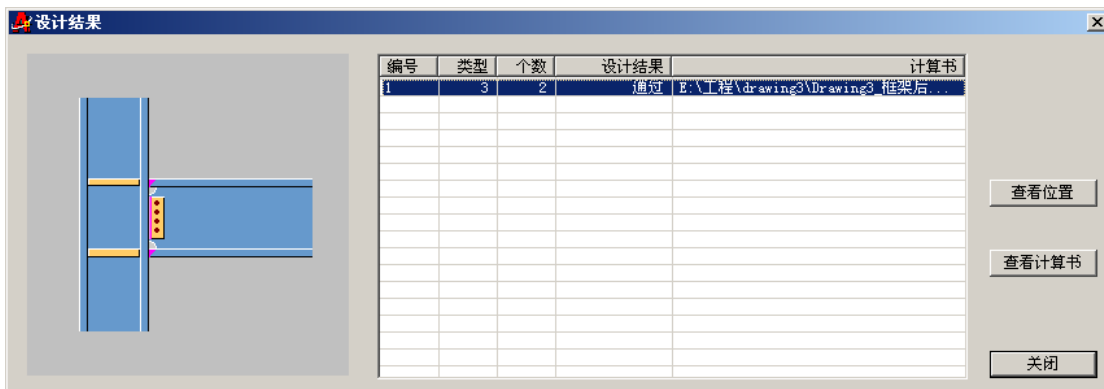 设计结果
编号 类型 个数 设计结果 计算书
1 3 2 通过 E:\工程\drawing3\Drawing3_框架后...
查看位置
查看计算书
关闭